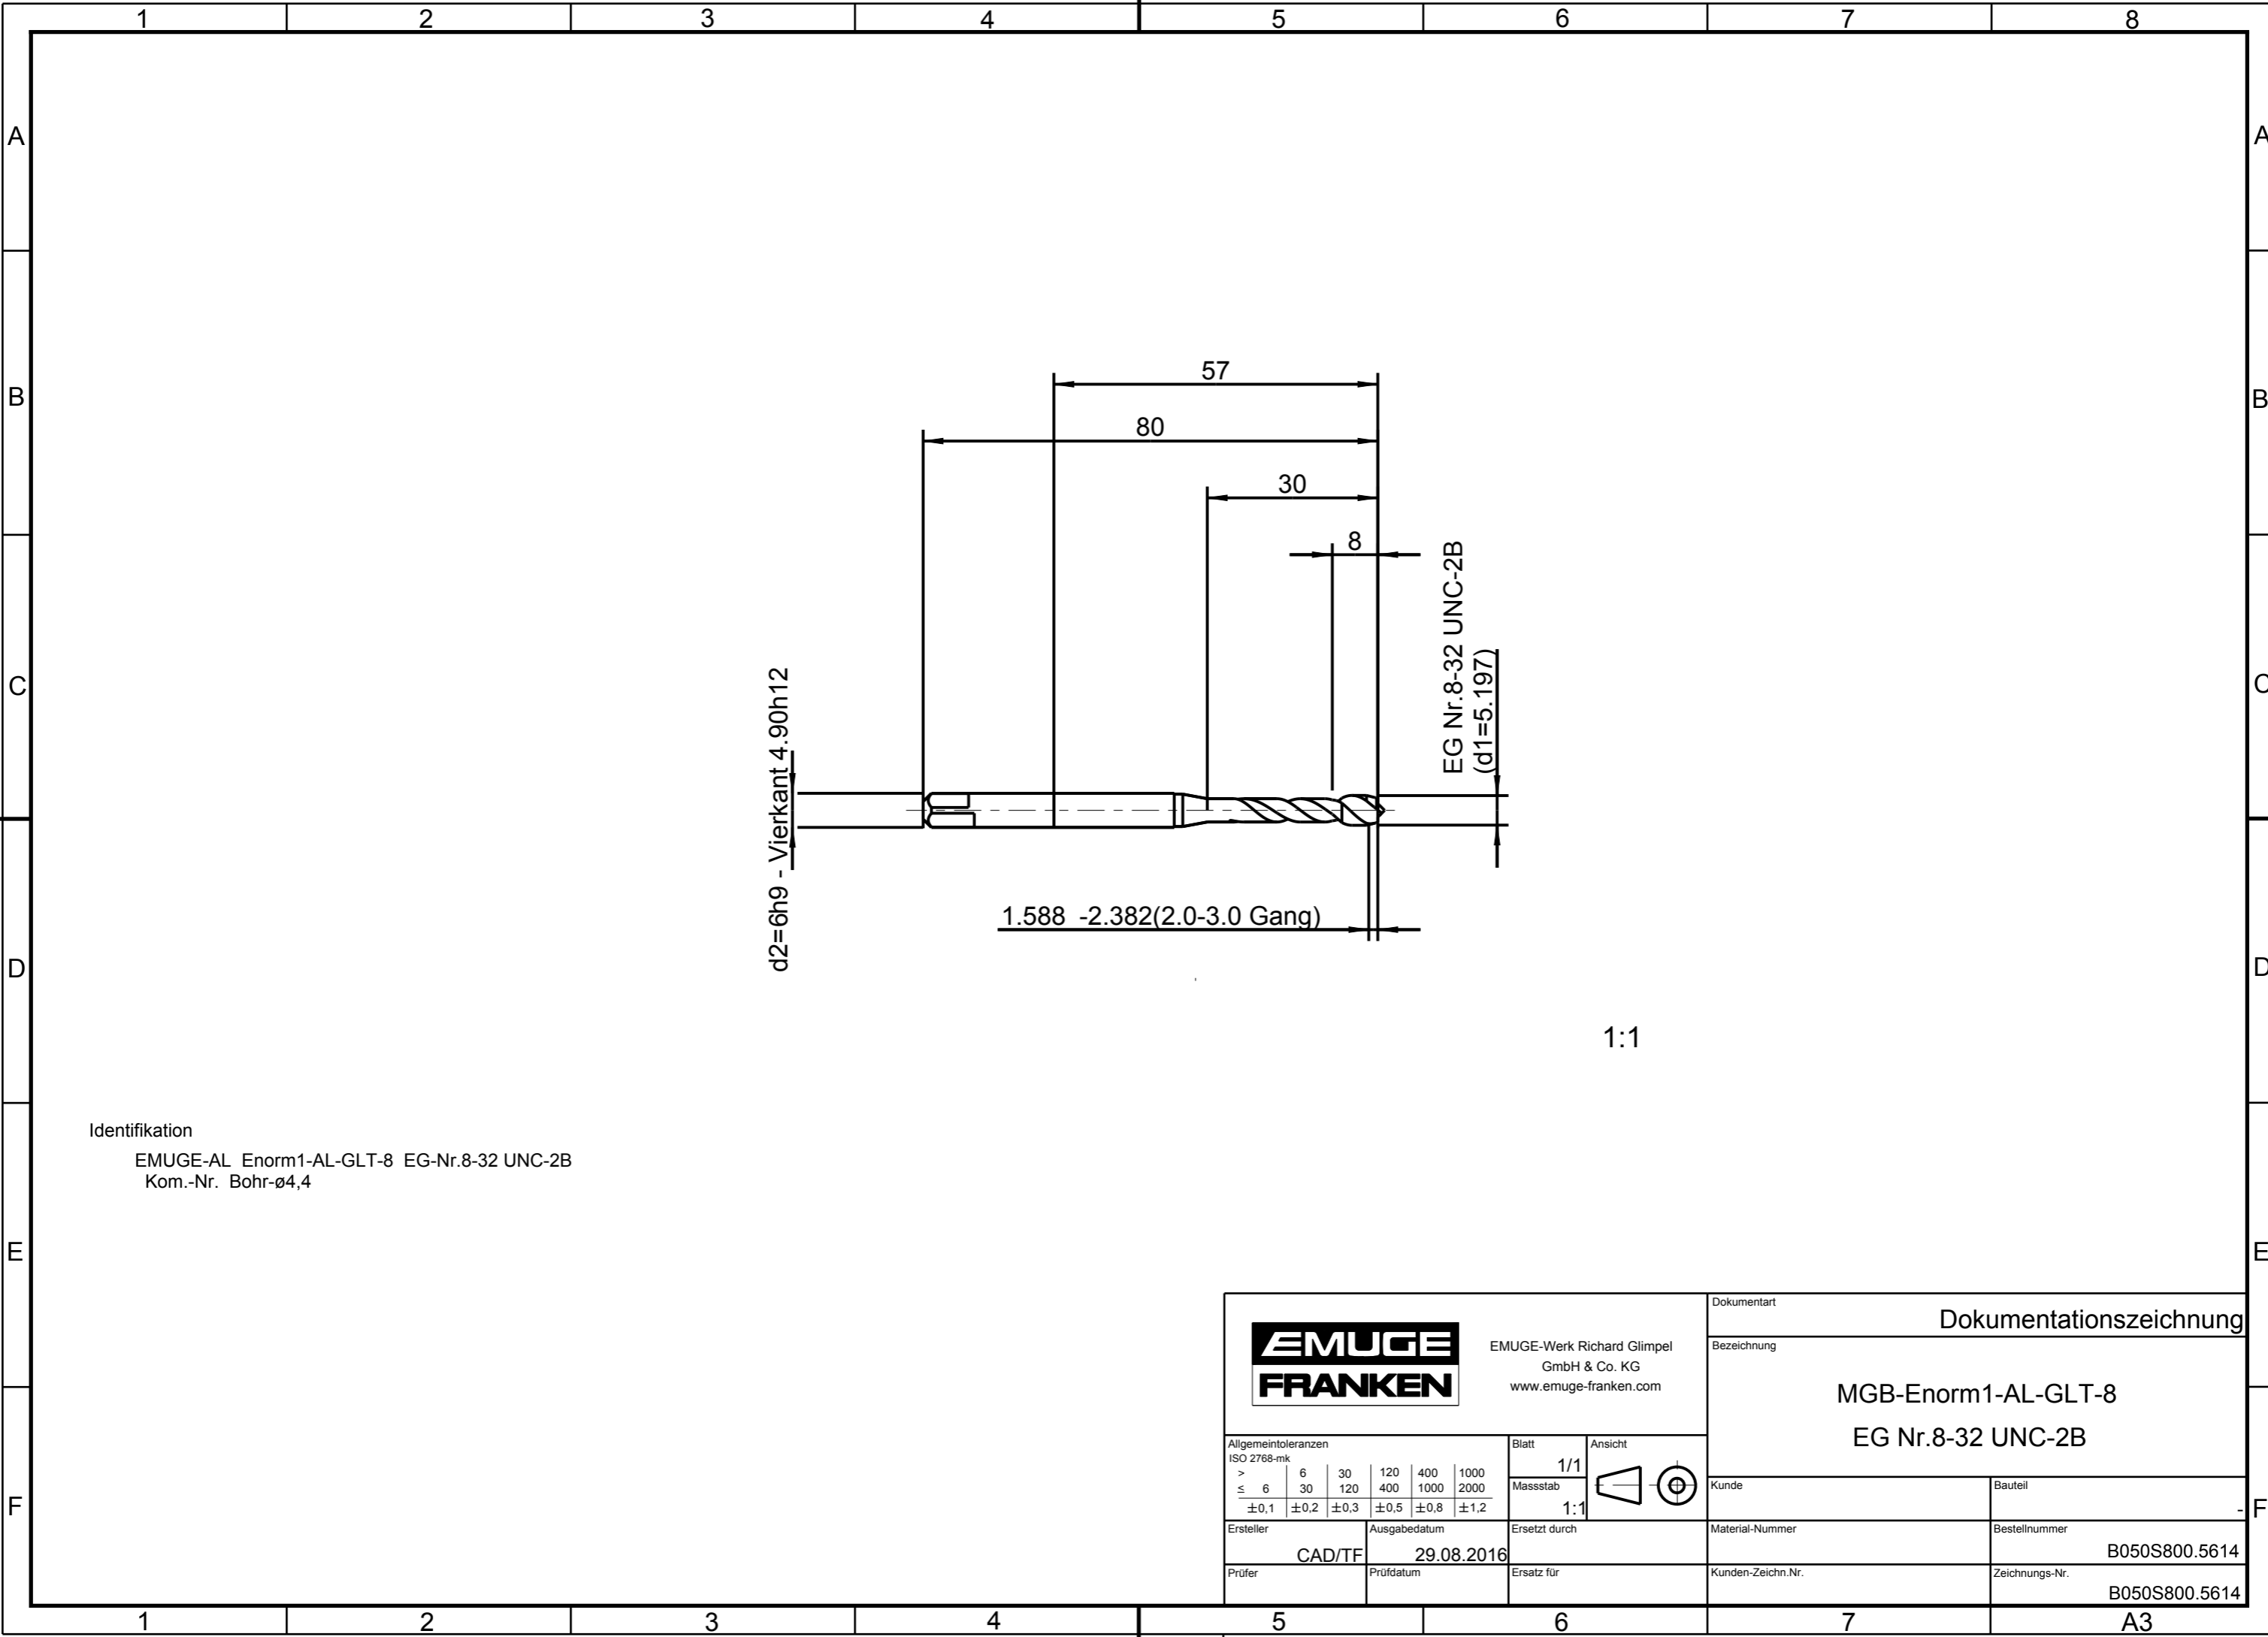 1 2 3 4 5 6 7 8
A A
B B
C C
D D
E E
F F
57
80
30
8
EG Nr.8-32 UNC-2B
(d1=5.197)
d2=6h9 - Vierkant 4.90h12
1.588 -2.382(2.0-3.0 Gang)
1:1
Identifikation
EMUGE-AL Enorm1-AL-GLT-8 EG-Nr.8-32 UNC-2B
Kom.-Nr. Bohr-ø4,4
EMUGE
FRANKEN
EMUGE-Werk Richard Glimpel
GmbH & Co. KG
www.emuge-franken.com
Dokumentart
Dokumentationszeichnung
Bezeichnung
MGB-Enorm1-AL-GLT-8
EG Nr.8-32 UNC-2B
Allgemeintoleranzen
ISO 2768-mk
> 6 30 120 400 1000
≤ 6 30 120 400 1000 2000
±0,1 ±0,2 ±0,3 ±0,5 ±0,8 ±1,2
Blatt
1/1
Ansicht
Massstab
1:1
Kunde
Bauteil
-
Ersteller
CAD/TF
Ausgabedatum
29.08.2016
Ersetzt durch
Material-Nummer
Bestellnummer
B050S800.5614
Prüfer
Prüfdatum
Ersatz für
Kunden-Zeichn.Nr.
Zeichnungs-Nr.
B050S800.5614
1 2 3 4 5 6 7 A3